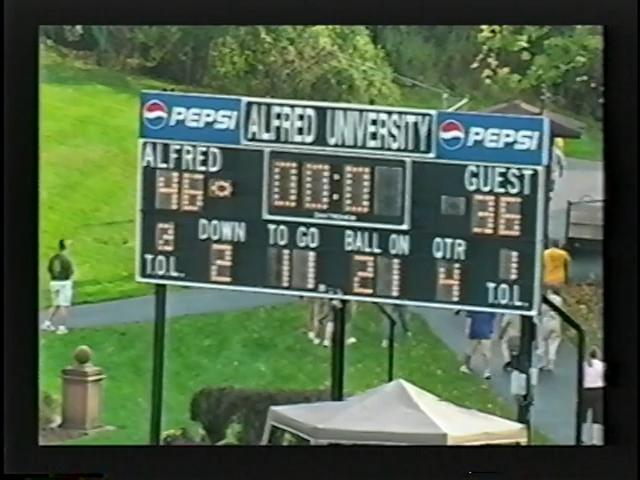 PEPSI ALFRED UNIVERSITY PEPSI
ALFRED 00:0 GUEST
46 36
DOWN TO GO BALL ON QTR
0 2 11 21 4 1
T.O.L. T.O.L.